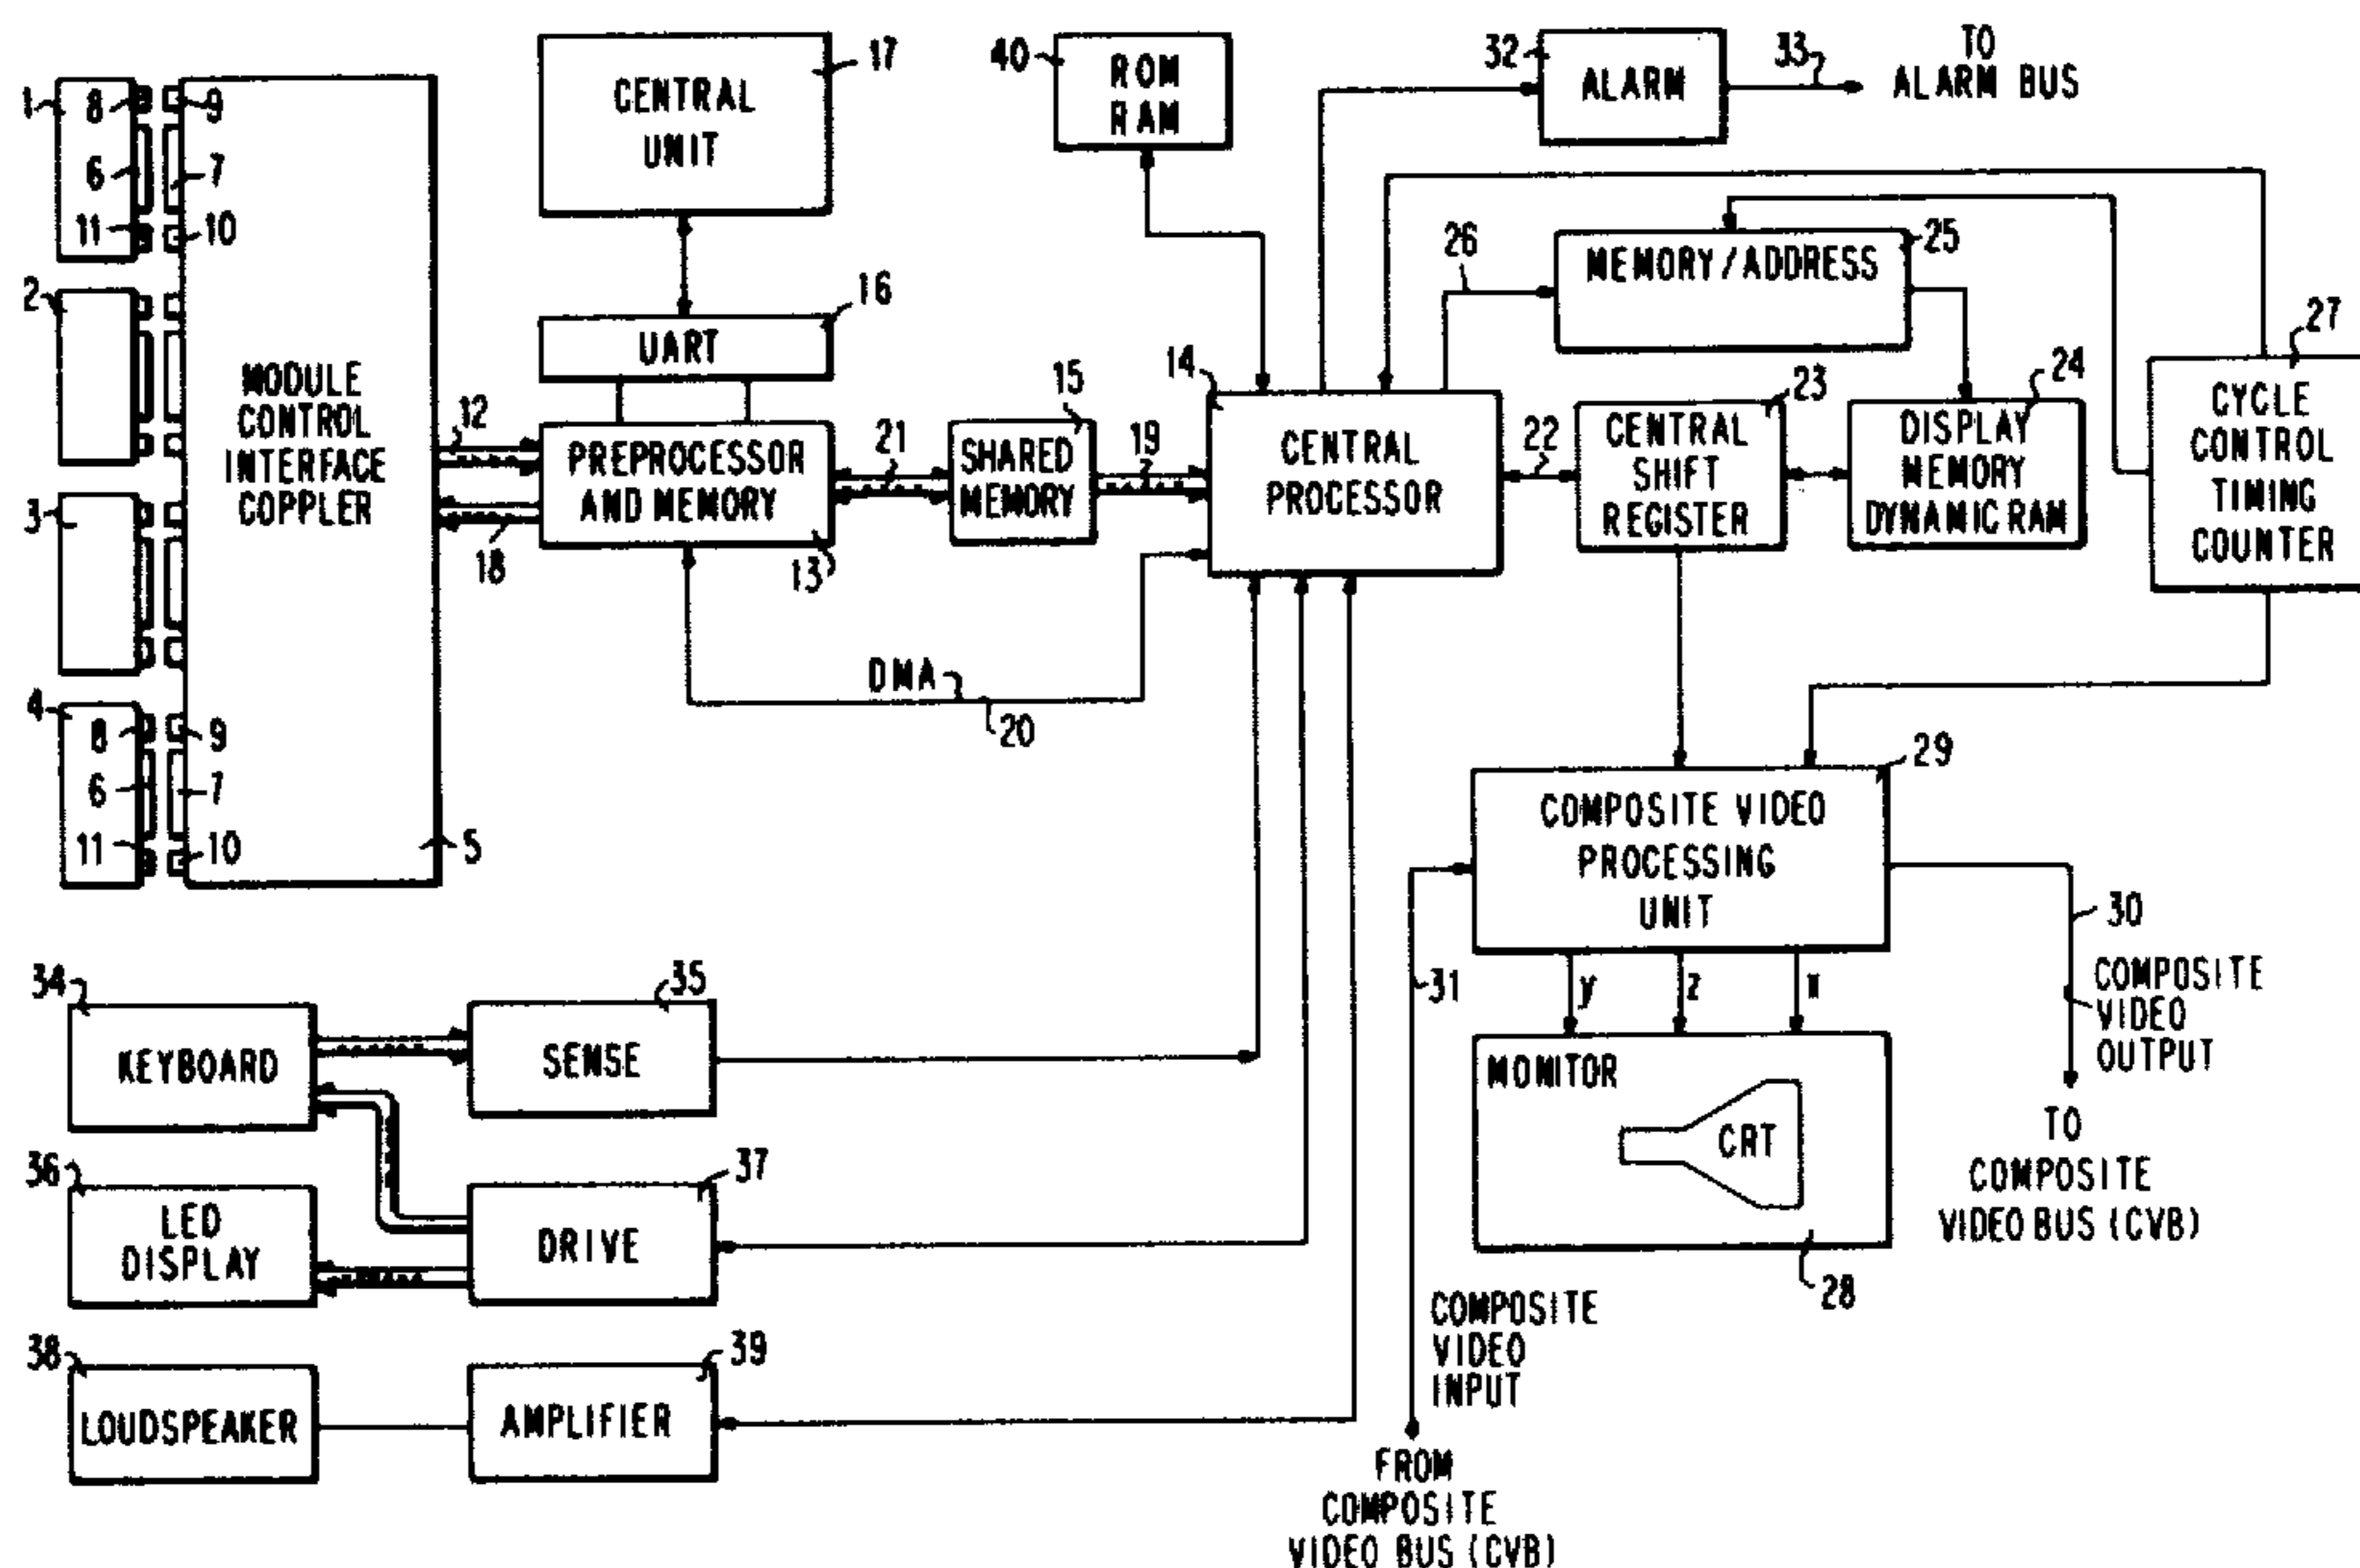 1
8
9
6
7
11
10
2
3
4
8
9
6
7
11
10
MODULE
CONTROL
INTERFACE
COPPLER
5
12
18
CENTRAL
UNIT
17
UART
16
PREPROCESSOR
AND MEMORY
13
21
SHARED
MEMORY
15
19
DMA
20
40
ROM
RAM
14
CENTRAL
PROCESSOR
32
ALARM
33
TO
ALARM BUS
26
MEMORY/ADDRESS
25
22
CENTRAL
SHIFT
REGISTER
23
DISPLAY
MEMORY
DYNAMIC RAM
24
27
CYCLE
CONTROL
TIMING
COUNTER
COMPOSITE VIDEO
PROCESSING
UNIT
29
y
z
x
MONITOR
CRT
28
30
COMPOSITE
VIDEO
OUTPUT
TO
COMPOSITE
VIDEO BUS (CVB)
31
COMPOSITE
VIDEO
INPUT
FROM
COMPOSITE
VIDEO BUS (CVB)
34
KEYBOARD
35
SENSE
36
LED
DISPLAY
37
DRIVE
38
LOUDSPEAKER
39
AMPLIFIER